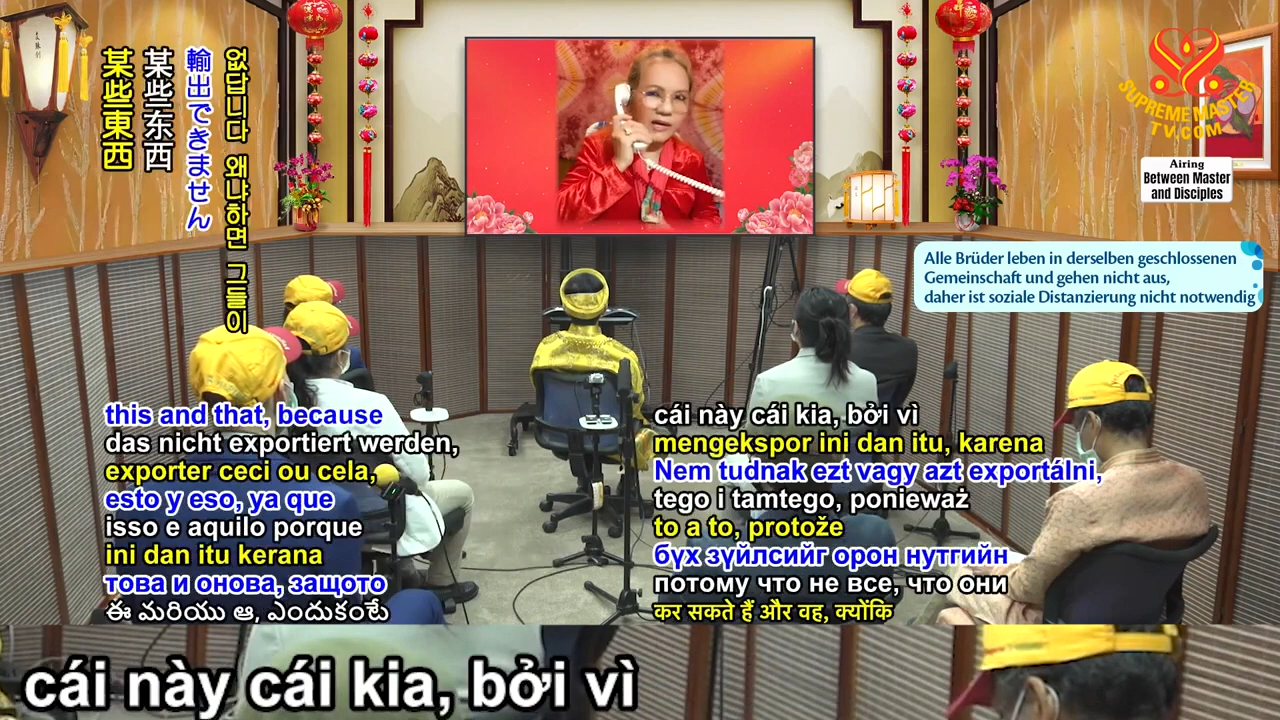 없답니다 왜냐하면 그들이
輸出できません
某些东西
某些東西
SUPREME MASTER
TV.COM
Airing
Between Master
and Disciples
Alle Brüder leben in derselben geschlossenen
Gemeinschaft und gehen nicht aus,
daher ist soziale Distanzierung nicht notwendig
this and that, because
das nicht exportiert werden,
exporter ceci ou cela,
esto y eso, ya que
isso e aquilo porque
ini dan itu kerana
това и онова, защото
ఈ మరియు ఆ, ఎందుకంటే
cái này cái kia, bởi vì
mengekspor ini dan itu, karena
Nem tudnak ezt vagy azt exportálni,
tego i tamtego, ponieważ
to a to, protože
бүх зүйлсийг орон нутгийн
потому что не все, что они
कर सकते हैं और वह, क्योंकि
cái này cái kia, bởi vì